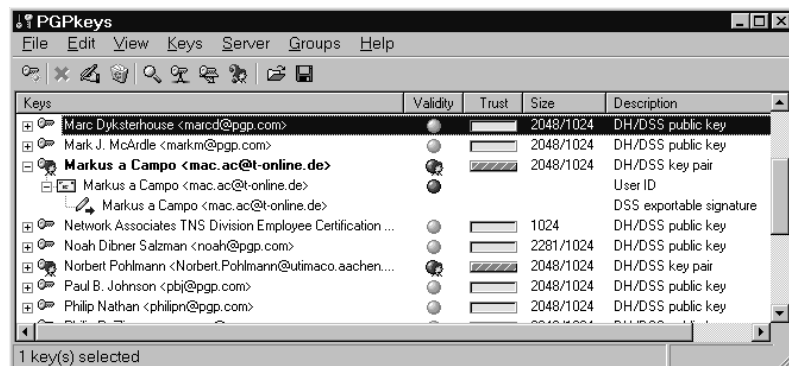 PGPkeys
File Edit View Keys Server Groups Help
Keys Validity Trust Size Description
Marc Dyksterhouse <marcd@pgp.com> 2048/1024 DH/DSS public key
Mark J. McArdle <markm@pgp.com> 2048/1024 DH/DSS public key
Markus a Campo <mac.ac@t-online.de> 2048/1024 DH/DSS key pair
Markus a Campo <mac.ac@t-online.de> User ID
Markus a Campo <mac.ac@t-online.de> DSS exportable signature
Network Associates TNS Division Employee Certification ... 1024 DH/DSS public key
Noah Dibner Salzman <noah@pgp.com> 2281/1024 DH/DSS public key
Norbert Pohlmann <Norbert.Pohlmann@utimaco.aachen.... 2048/1024 DH/DSS key pair
Paul B. Johnson <pbj@pgp.com> 2048/1024 DH/DSS public key
Philip Nathan <philipn@pgp.com> 2048/1024 DH/DSS public key
1 key(s) selected